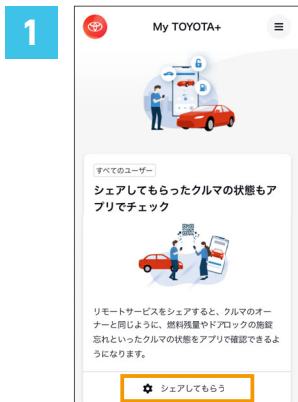 1
My TOYOTA+
すべてのユーザー
シェアしてもらったクルマの状態もア
プリでチェック
リモートサービスをシェアすると、クルマのオー
ナーと同じように、燃料残量やドアロックの施錠
忘れといったクルマの状態をアプリで確認できるよ
うになります。
シェアしてもらう